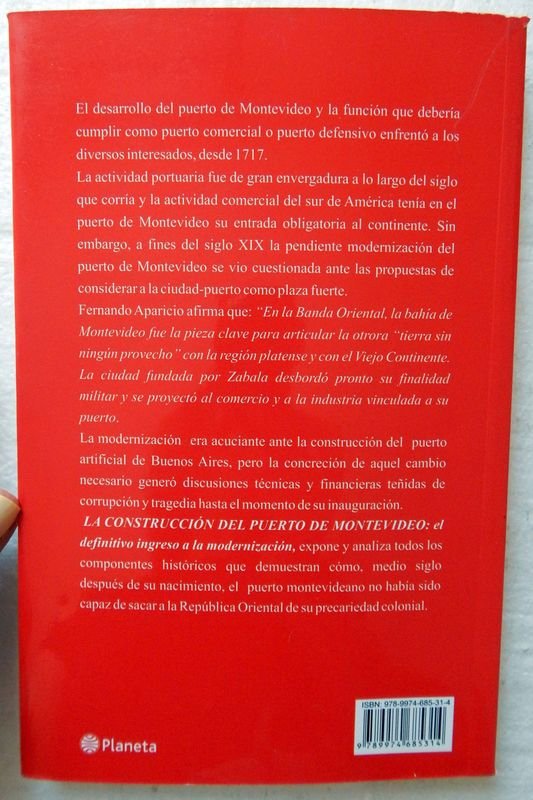 El desarrollo del puerto de Montevideo y la función que debería
cumplir como puerto comercial o puerto defensivo enfrentó a los
diversos interesados, desde 1717.
La actividad portuaria fue de gran envergadura a lo largo del siglo
que corría y la actividad comercial del sur de América tenía en el
puerto de Montevideo su entrada obligatoria al continente. Sin
embargo, a fines del siglo XIX la pendiente modernización del
puerto de Montevideo se vio cuestionada ante las propuestas de
considerar a la ciudad-puerto como plaza fuerte.
Fernando Aparicio afirma que: “En la Banda Oriental, la bahía de
Montevideo fue la pieza clave para articular la otrora “tierra sin
ningún provecho” con la región platense y con el Viejo Continente.
La ciudad fundada por Zabala desbordó pronto su finalidad
militar y se proyectó al comercio y a la industria vinculada a su
puerto.
La modernización era acuciante ante la construcción del puerto
artificial de Buenos Aires, pero la concreción de aquel cambio
necesario generó discusiones técnicas y financieras teñidas de
corrupción y tragedia hasta el momento de su inauguración.
LA CONSTRUCCIÓN DEL PUERTO DE MONTEVIDEO: el
definitivo ingreso a la modernización, expone y analiza todos los
componentes históricos que demuestran cómo, medio siglo
después de su nacimiento, el puerto montevideano no había sido
capaz de sacar a la República Oriental de su precariedad colonial.
ISBN: 978-9974-685-31-4
9 789974 685314
Planeta